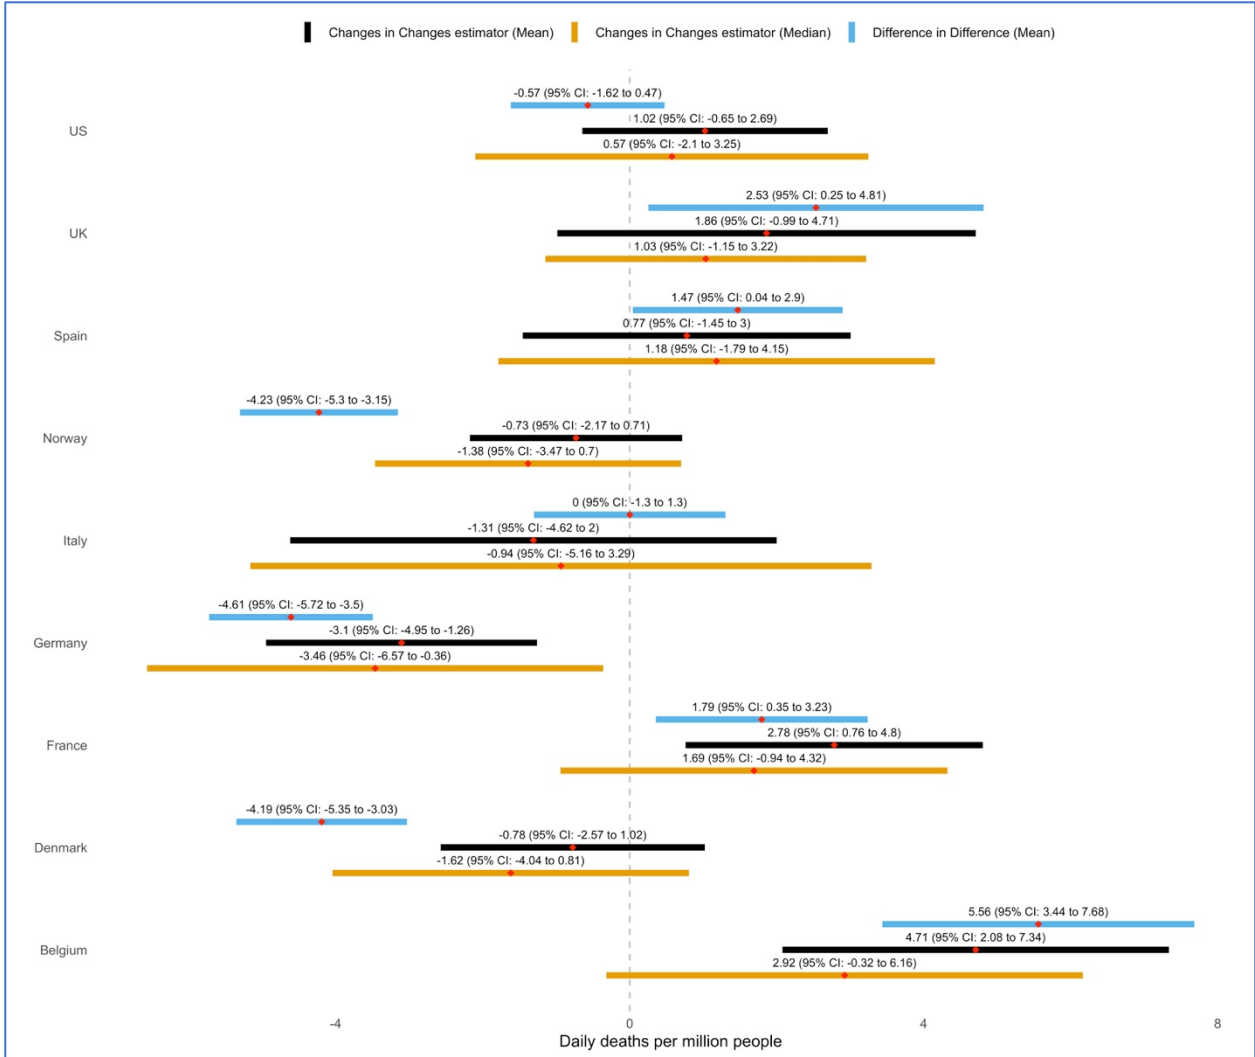 Changes in Changes estimator (Mean) Changes in Changes estimator (Median) Difference in Difference (Mean)
-0.57 (95% CI: -1.62 to 0.47)
US
1.02 (95% CI: -0.65 to 2.69)
0.57 (95% CI: -2.1 to 3.25)
2.53 (95% CI: 0.25 to 4.81)
UK
1.86 (95% CI: -0.99 to 4.71)
1.03 (95% CI: -1.15 to 3.22)
1.47 (95% CI: 0.04 to 2.9)
Spain
0.77 (95% CI: -1.45 to 3)
1.18 (95% CI: -1.79 to 4.15)
-4.23 (95% CI: -5.3 to -3.15)
Norway
-0.73 (95% CI: -2.17 to 0.71)
-1.38 (95% CI: -3.47 to 0.7)
0 (95% CI: -1.3 to 1.3)
Italy
-1.31 (95% CI: -4.62 to 2)
-0.94 (95% CI: -5.16 to 3.29)
-4.61 (95% CI: -5.72 to -3.5)
Germany
-3.1 (95% CI: -4.95 to -1.26)
-3.46 (95% CI: -6.57 to -0.36)
1.79 (95% CI: 0.35 to 3.23)
France
2.78 (95% CI: 0.76 to 4.8)
1.69 (95% CI: -0.94 to 4.32)
-4.19 (95% CI: -5.35 to -3.03)
Denmark
-0.78 (95% CI: -2.57 to 1.02)
-1.62 (95% CI: -4.04 to 0.81)
5.56 (95% CI: 3.44 to 7.68)
Belgium
4.71 (95% CI: 2.08 to 7.34)
2.92 (95% CI: -0.32 to 6.16)
-4 0 4 8
Daily deaths per million people